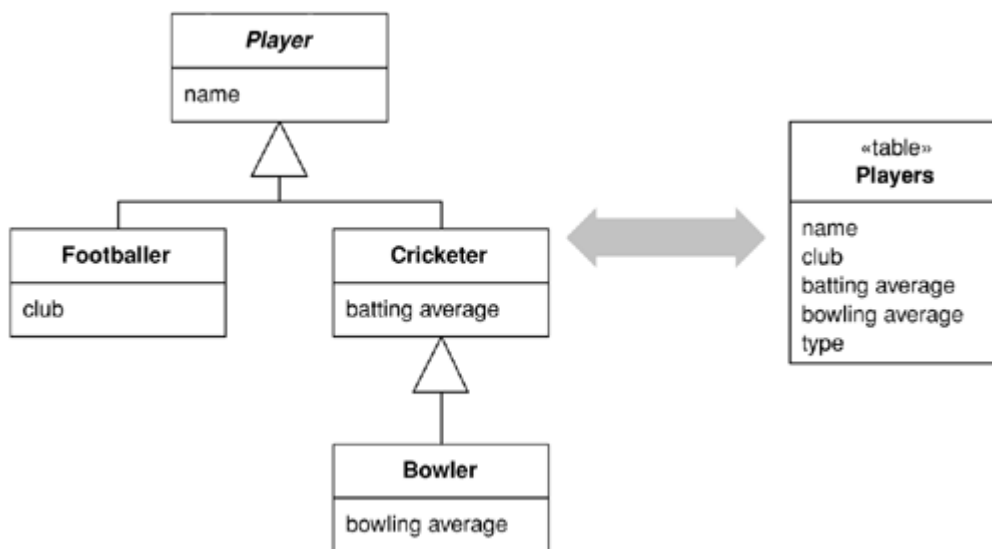 Player
name
Footballer
club
Cricketer
batting average
Bowler
bowling average
«table»
Players
name
club
batting average
bowling average
type